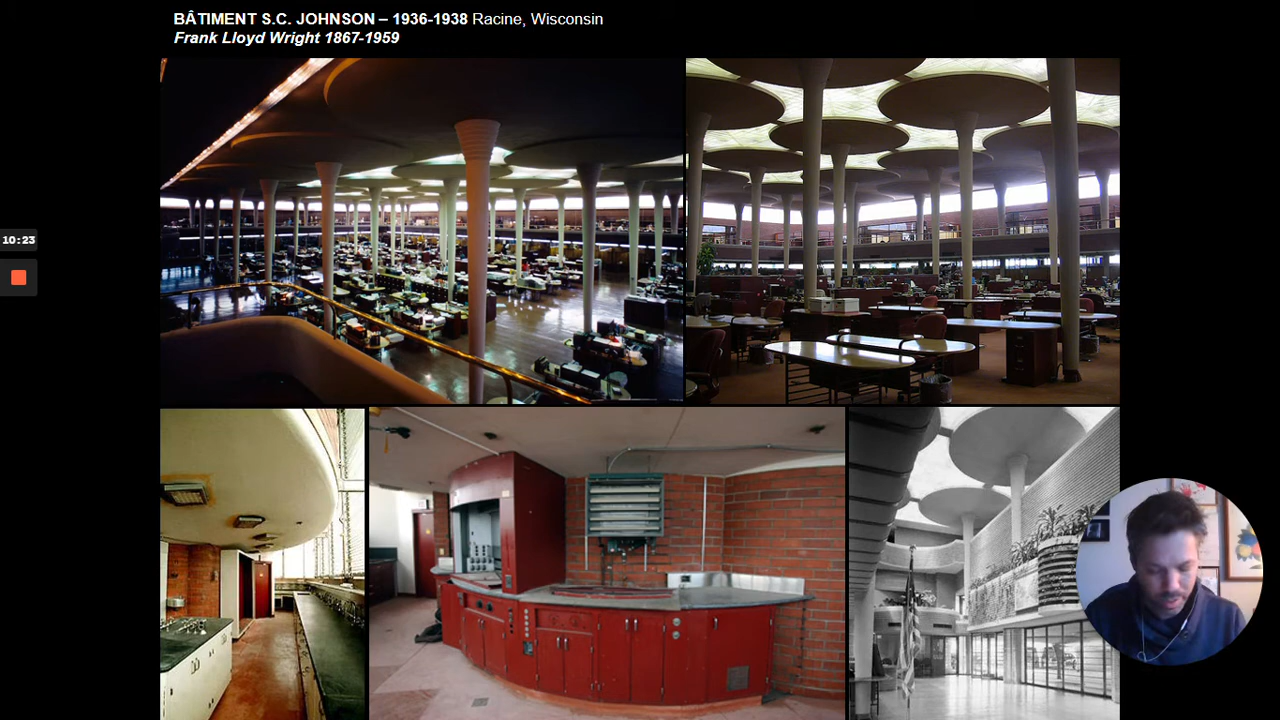 BÂTIMENT S.C. JOHNSON – 1936-1938 Racine, Wisconsin
Frank Lloyd Wright 1867-1959
10:23